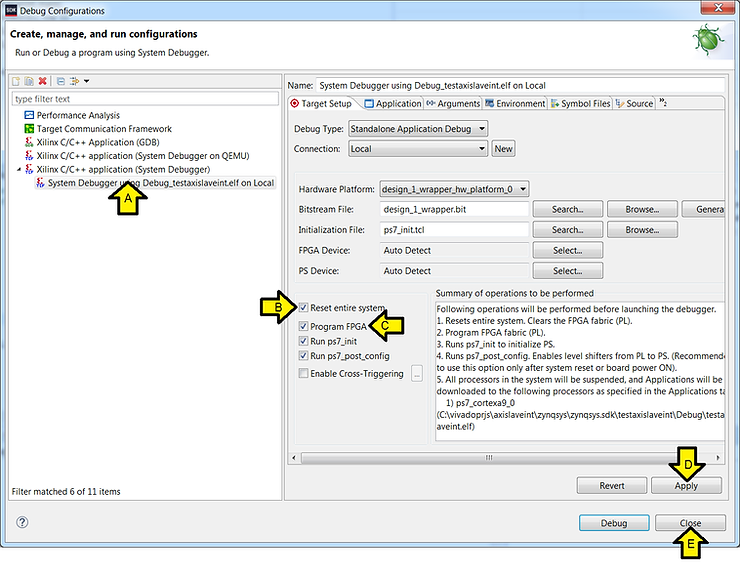 SDK Debug Configurations
Create, manage, and run configurations
Run or Debug a program using System Debugger.
type filter text
Performance Analysis
Target Communication Framework
Xilinx C/C++ Application (GDB)
Xilinx C/C++ application (System Debugger on QEMU)
Xilinx C/C++ application (System Debugger)
System Debugger using Debug_testaxislaveint.elf on Local
A
Filter matched 6 of 11 items
Name: System Debugger using Debug_testaxislaveint.elf on Local
Target Setup Application Arguments Environment Symbol Files Source »2
Debug Type: Standalone Application Debug
Connection: Local New
Hardware Platform: design_1_wrapper_hw_platform_0
Bitstream File: design_1_wrapper.bit Search... Browse... Genera
Initialization File: ps7_init.tcl Search... Browse...
FPGA Device: Auto Detect Select...
PS Device: Auto Detect Select...
B Reset entire system
Program FPGA C
Run ps7_init
Run ps7_post_config
Enable Cross-Triggering ...
Summary of operations to be performed
Following operations will be performed before launching the debugger.
1. Resets entire system. Clears the FPGA fabric (PL).
2. Program FPGA fabric (PL).
3. Runs ps7_init to initialize PS.
4. Runs ps7_post_config. Enables level shifters from PL to PS. (Recommende
to use this option only after system reset or board power ON).
5. All processors in the system will be suspended, and Applications will be
downloaded to the following processors as specified in the Applications ta
1) ps7_cortexa9_0
(C:\vivadoprjs\axislaveint\zynqsys\zynqsys.sdk\testaxislaveint\Debug\testa
aveint.elf)
D
Revert Apply
Debug Close
E